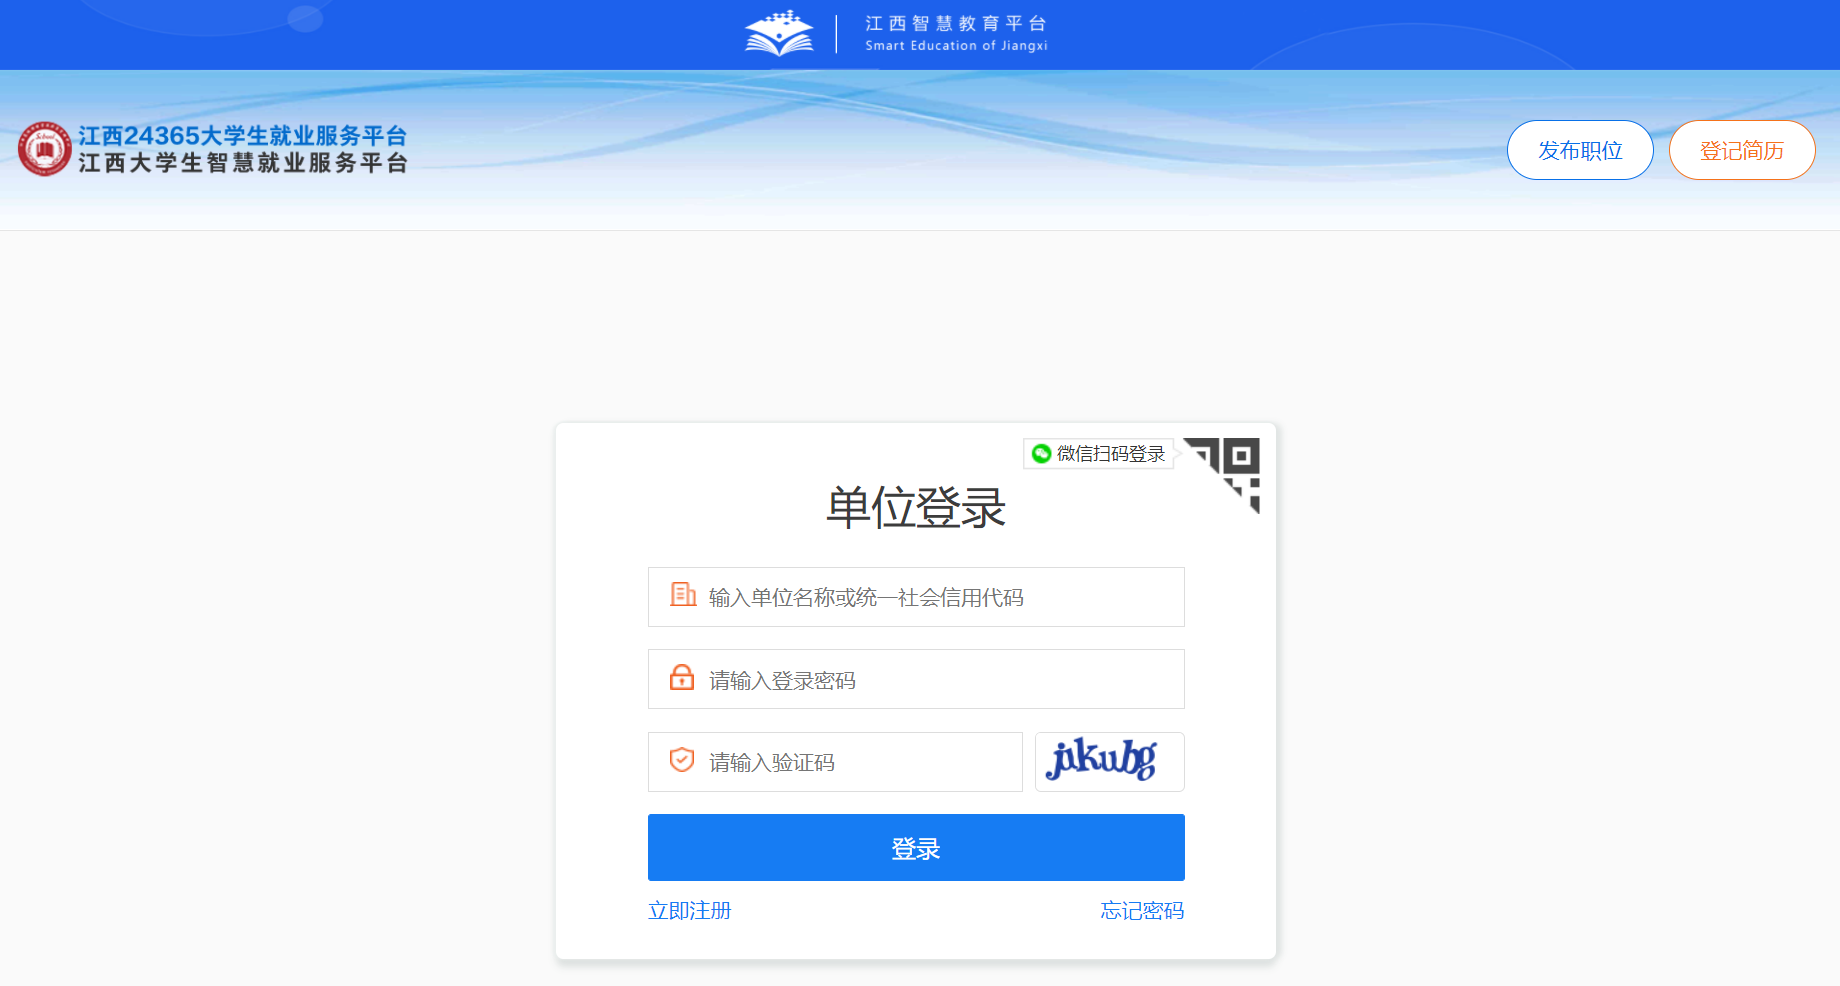 江西智慧教育平台
Smart Education of Jiangxi
江西24365大学生就业服务平台
江西大学生智慧就业服务平台
发布职位
登记简历
微信扫码登录
单位登录
输入单位名称或统一社会信用代码
请输入登录密码
请输入验证码
登录
立即注册
忘记密码